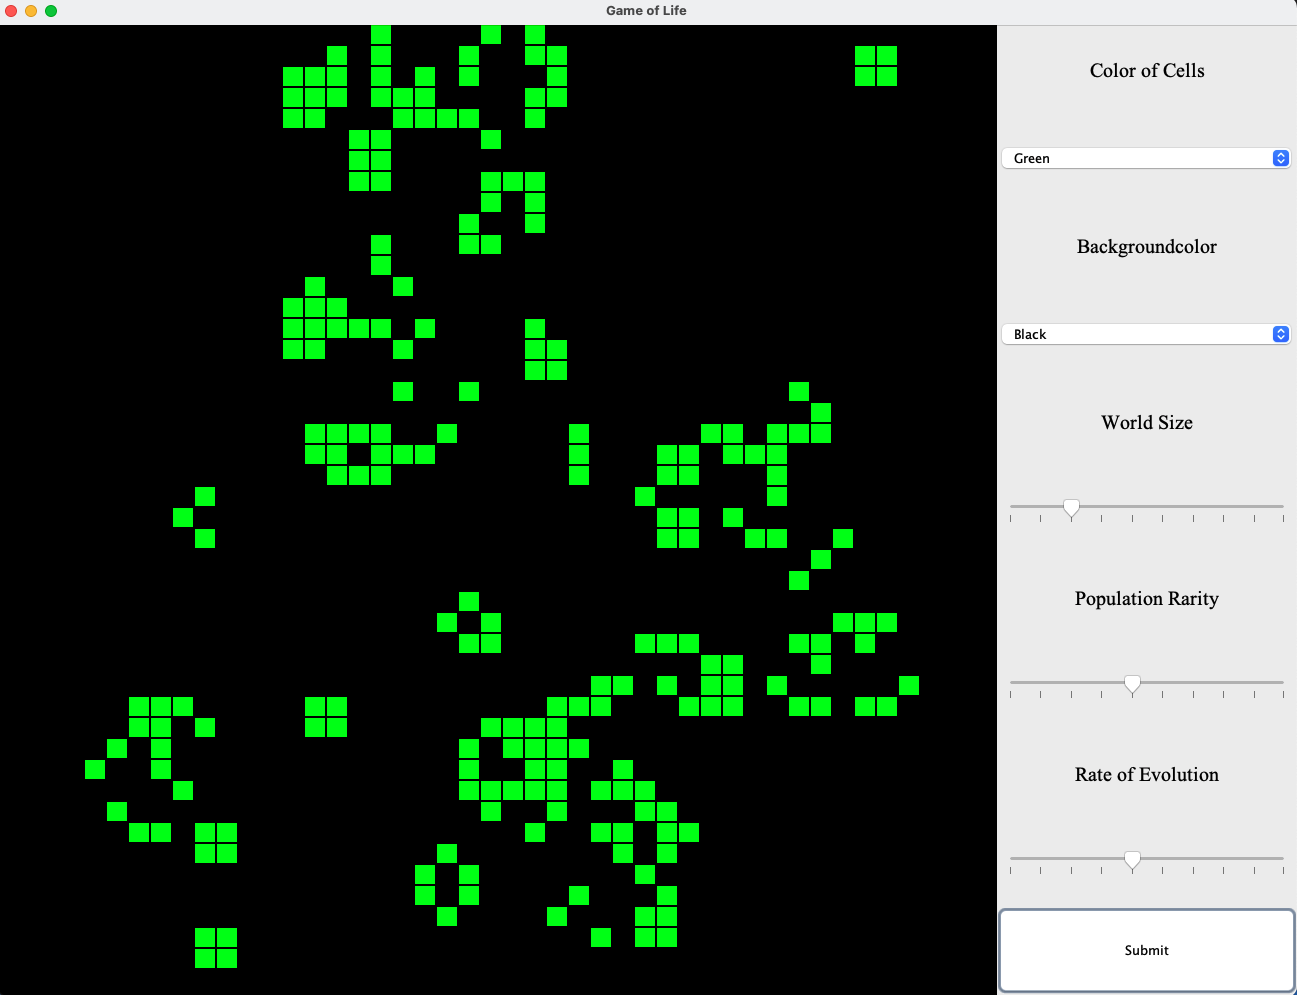 Game of Life
Color of Cells
Green
Backgroundcolor
Black
World Size
Population Rarity
Rate of Evolution
Submit